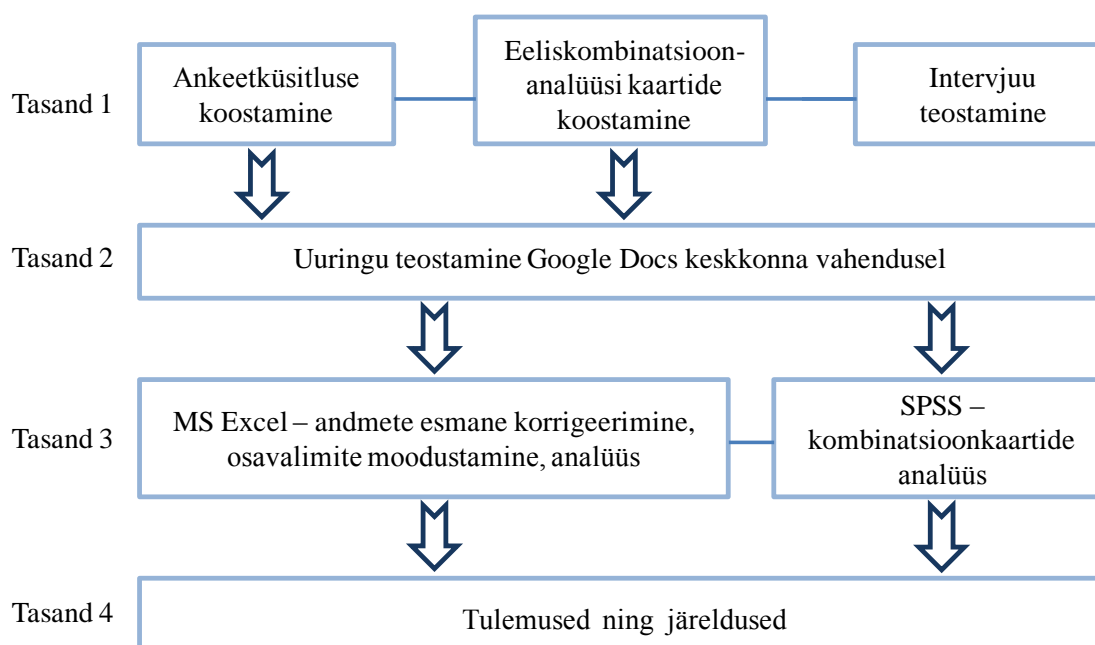 Tasand 1
Ankeetküsitluse
koostamine
Eeliskombinatsioon-
analüüsi kaartide
koostamine
Intervjuu
teostamine
Tasand 2
Uuringu teostamine Google Docs keskkonna vahendusel
Tasand 3
MS Excel – andmete esmane korrigeerimine,
osavalimite moodustamine, analüüs
SPSS –
kombinatsioonkaartide
analüüs
Tasand 4
Tulemused ning järeldused